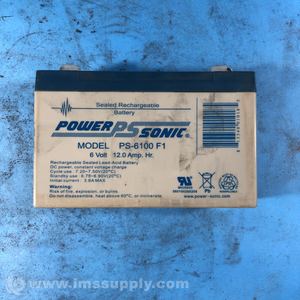 Sealed Rechargeable
Battery
POWER PS SONIC®
MODEL PS-6100 F1
6 Volt 12.0 Amp. Hr.
Rechargeable Sealed Lead-Acid Battery
DC power, constant voltage charge
Cycle use : 7.20~7.50V(20°C)
Standby use : 6.75~6.90V(20°C)
Initial current : 3.6A MAX
Warning:
Risk of fire, explosion, or burns.
Do not disassemble, heat above 60°C, or incinerate.
Pb
www.power-sonic.com
© www.imssupply.com